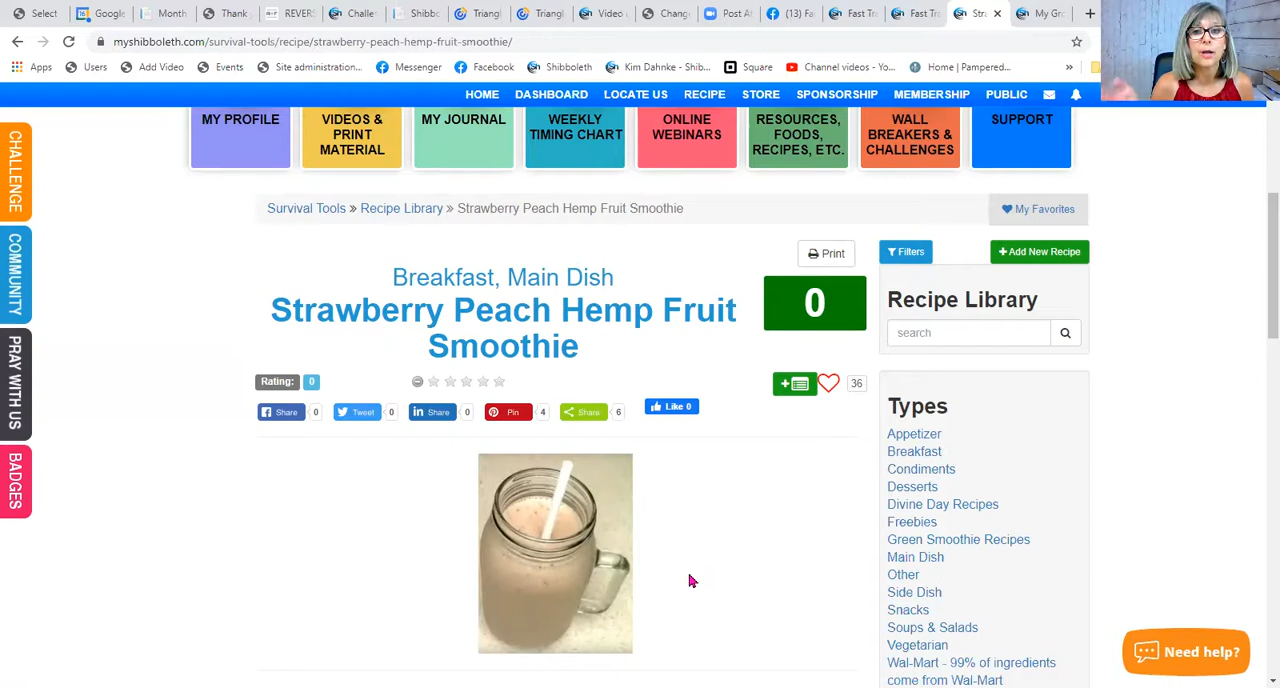 Select
Google
Month
Thank
REVERS
Challe
Shibbo
Triangl
Triangl
Video
Chang
Post A
(13) Fa
Fast Tr
Fast Tr
Str
My Gr
myshibboleth.com/survival-tools/recipe/strawberry-peach-hemp-fruit-smoothie/
Apps
Users
Add Video
Events
Site administration...
Messenger
Shibboleth
Kim Dahnke - Shib...
Square
Channel videos - Yo...
Home | Pampered...
»
HOME
DASHBOARD
LOCATE US
RECIPE
STORE
SPONSORSHIP
MEMBERSHIP
PUBLIC
MY PROFILE
VIDEOS &
PRINT
MATERIAL
MY JOURNAL
WEEKLY
TIMING CHART
ONLINE
WEBINARS
RESOURCES,
FOODS,
RECIPES, ETC.
WALL
BREAKERS &
CHALLENGES
SUPPORT
CHALLENGE
COMMUNITY
PRAY WITH US
BADGES
Survival Tools » Recipe Library » Strawberry Peach Hemp Fruit Smoothie
My Favorites
Print
Filters
+ Add New Recipe
Breakfast, Main Dish
Strawberry Peach Hemp Fruit
Smoothie
0
Rating: 0
+
36
Share 0
Tweet 0
Share 0
Pin 4
Share 6
Like 0
Recipe Library
search
Types
Appetizer
Breakfast
Condiments
Desserts
Divine Day Recipes
Freebies
Green Smoothie Recipes
Main Dish
Other
Side Dish
Snacks
Soups & Salads
Vegetarian
Wal-Mart - 99% of ingredients
come from Wal-Mart
Need help?